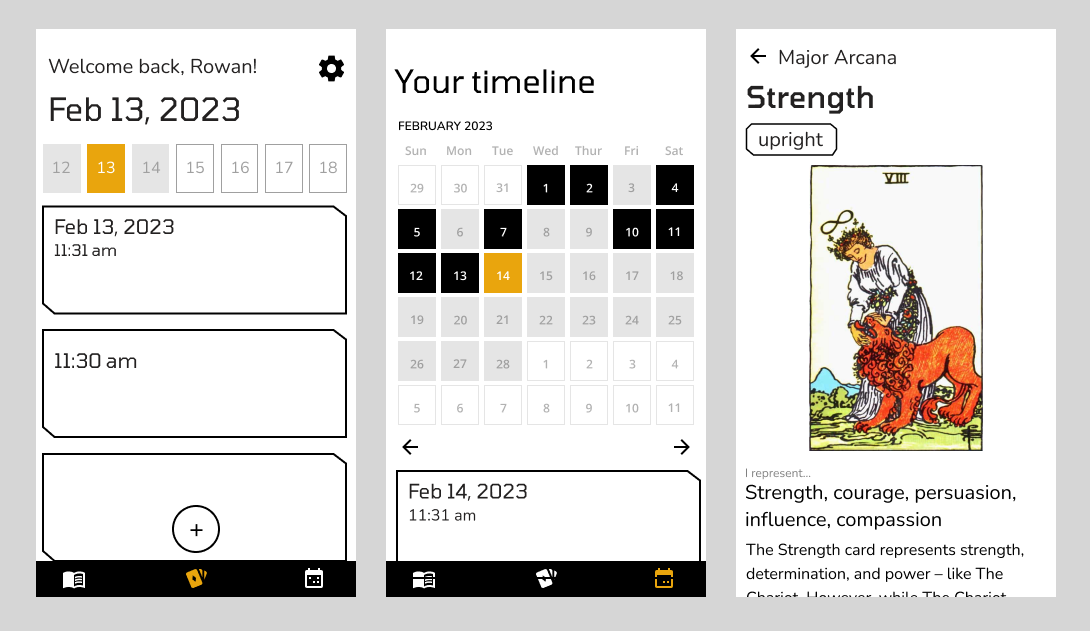 Welcome back, Rowan!
Feb 13, 2023
12 13 14 15 16 17 18
Feb 13, 2023
11:31 am
11:30 am
+
Your timeline
FEBRUARY 2023
Sun Mon Tue Wed Thur Fri Sat
29 30 31 1 2 3 4
5 6 7 8 9 10 11
12 13 14 15 16 17 18
19 20 21 22 23 24 25
26 27 28 1 2 3 4
5 6 7 8 9 10 11
Feb 14, 2023
11:31 am
Major Arcana
Strength
upright
VIII
I represent...
Strength, courage, persuasion,
influence, compassion
The Strength card represents strength,
determination, and power – like The
Chariot. However, while The Chariot